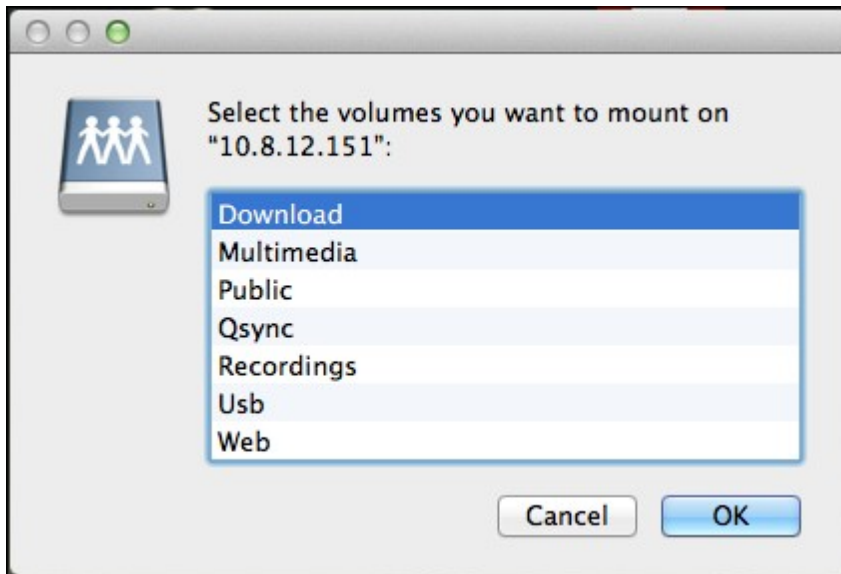 Select the volumes you want to mount on
“10.8.12.151”:
Download
Multimedia
Public
Qsync
Recordings
Usb
Web
Cancel
OK